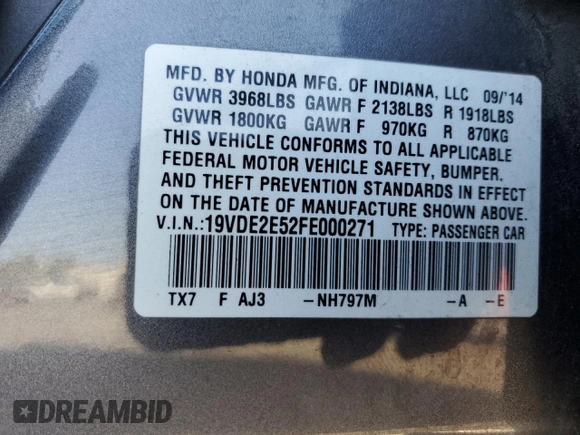 MFD. BY HONDA MFG. OF INDIANA, LLC 09/'14
GVWR 3968LBS GAWR F 2138LBS R 1918LBS
GVWR 1800KG GAWR F 970KG R 870KG
THIS VEHICLE CONFORMS TO ALL APPLICABLE
FEDERAL MOTOR VEHICLE SAFETY, BUMPER,
AND THEFT PREVENTION STANDARDS IN EFFECT
ON THE DATE OF MANUFACTURE SHOWN ABOVE.
V.I.N.:19VDE2E52FE000271 TYPE: PASSENGER CAR
TX7 F AJ3 -NH797M -A -E
DREAMBID